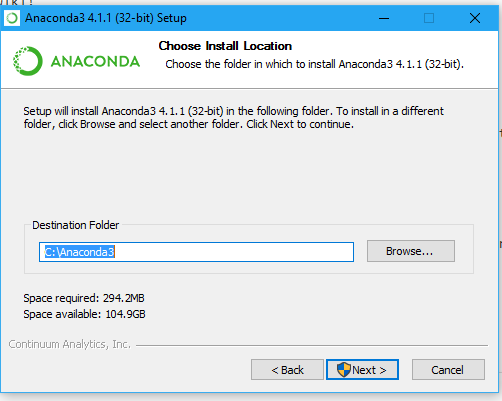 Anaconda3 4.1.1 (32-bit) Setup
ANACONDA
Choose Install Location
Choose the folder in which to install Anaconda3 4.1.1 (32-bit).
Setup will install Anaconda3 4.1.1 (32-bit) in the following folder. To install in a different
folder, click Browse and select another folder. Click Next to continue.
Destination Folder
C:\Anaconda3
Browse...
Space required: 294.2MB
Space available: 104.9GB
Continuum Analytics, Inc.
< Back
Next >
Cancel